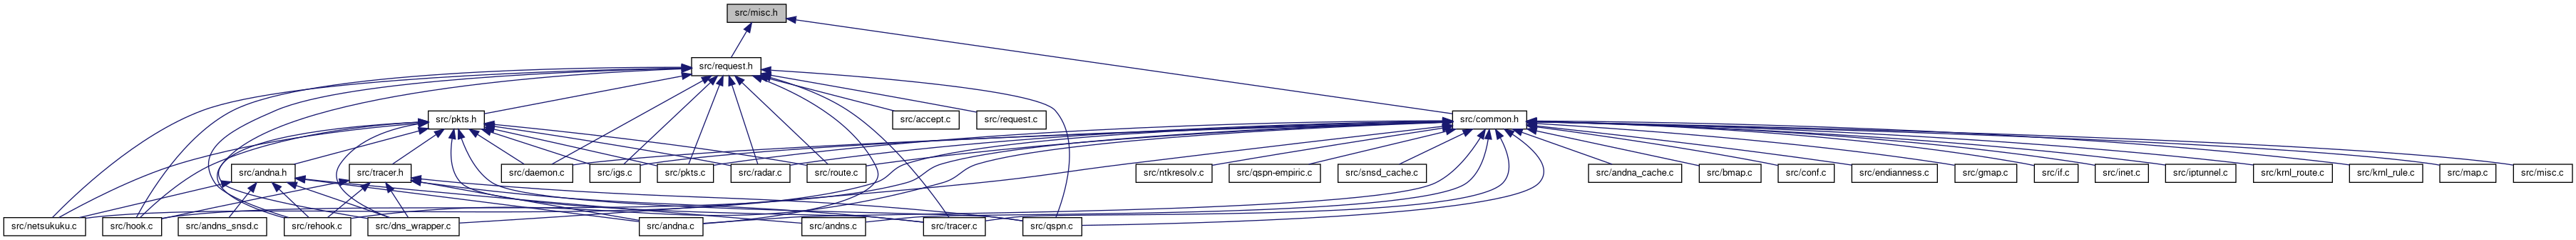 src/misc.h
src/request.h
src/pkts.h
src/accept.c
src/request.c
src/common.h
src/andna.h
src/tracer.h
src/daemon.c
src/igs.c
src/pkts.c
src/radar.c
src/route.c
src/ntkresolv.c
src/qspn-empiric.c
src/snsd_cache.c
src/andna_cache.c
src/bmap.c
src/conf.c
src/endianness.c
src/gmap.c
src/if.c
src/inet.c
src/iptunnel.c
src/krnl_route.c
src/krnl_rule.c
src/map.c
src/misc.c
src/netsukuku.c
src/hook.c
src/andns_snsd.c
src/rehook.c
src/dns_wrapper.c
src/andna.c
src/andns.c
src/tracer.c
src/qspn.c